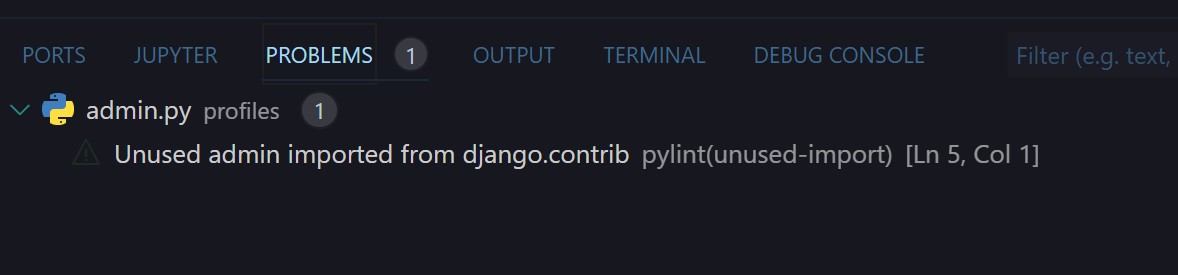 PORTS JUPYTER PROBLEMS 1 OUTPUT TERMINAL DEBUG CONSOLE Filter (e.g. text,
admin.py profiles 1
Unused admin imported from django.contrib pylint(unused-import) [Ln 5, Col 1]